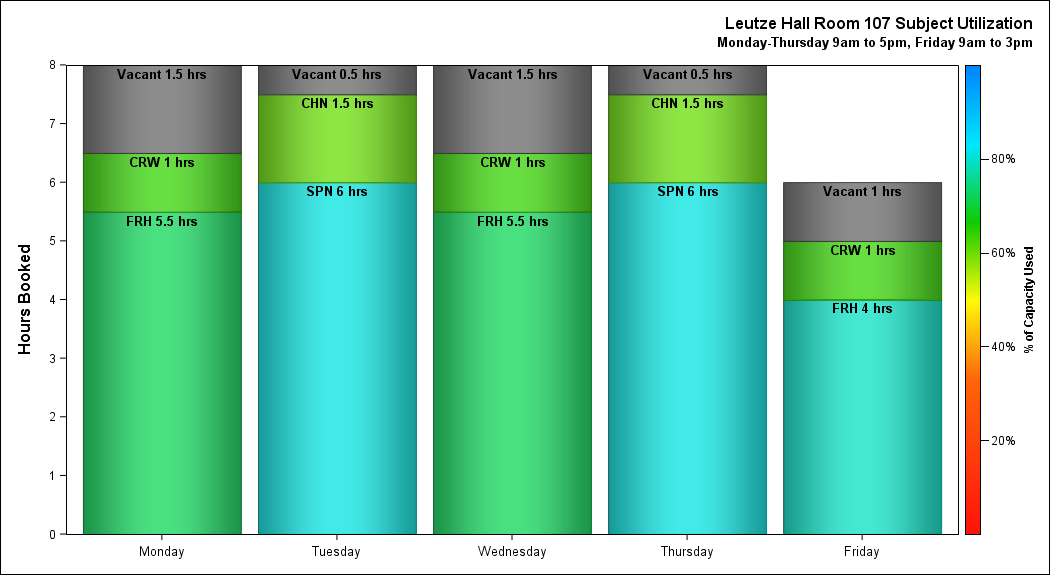 Leutze Hall Room 107 Subject Utilization
Monday-Thursday 9am to 5pm, Friday 9am to 3pm
Hours Booked
8
7
6
5
4
3
2
1
0
Vacant 1.5 hrs
CRW 1 hrs
FRH 5.5 hrs
Vacant 0.5 hrs
CHN 1.5 hrs
SPN 6 hrs
Vacant 1.5 hrs
CRW 1 hrs
FRH 5.5 hrs
Vacant 0.5 hrs
CHN 1.5 hrs
SPN 6 hrs
Vacant 1 hrs
CRW 1 hrs
FRH 4 hrs
Monday
Tuesday
Wednesday
Thursday
Friday
80%
60%
40%
20%
% of Capacity Used